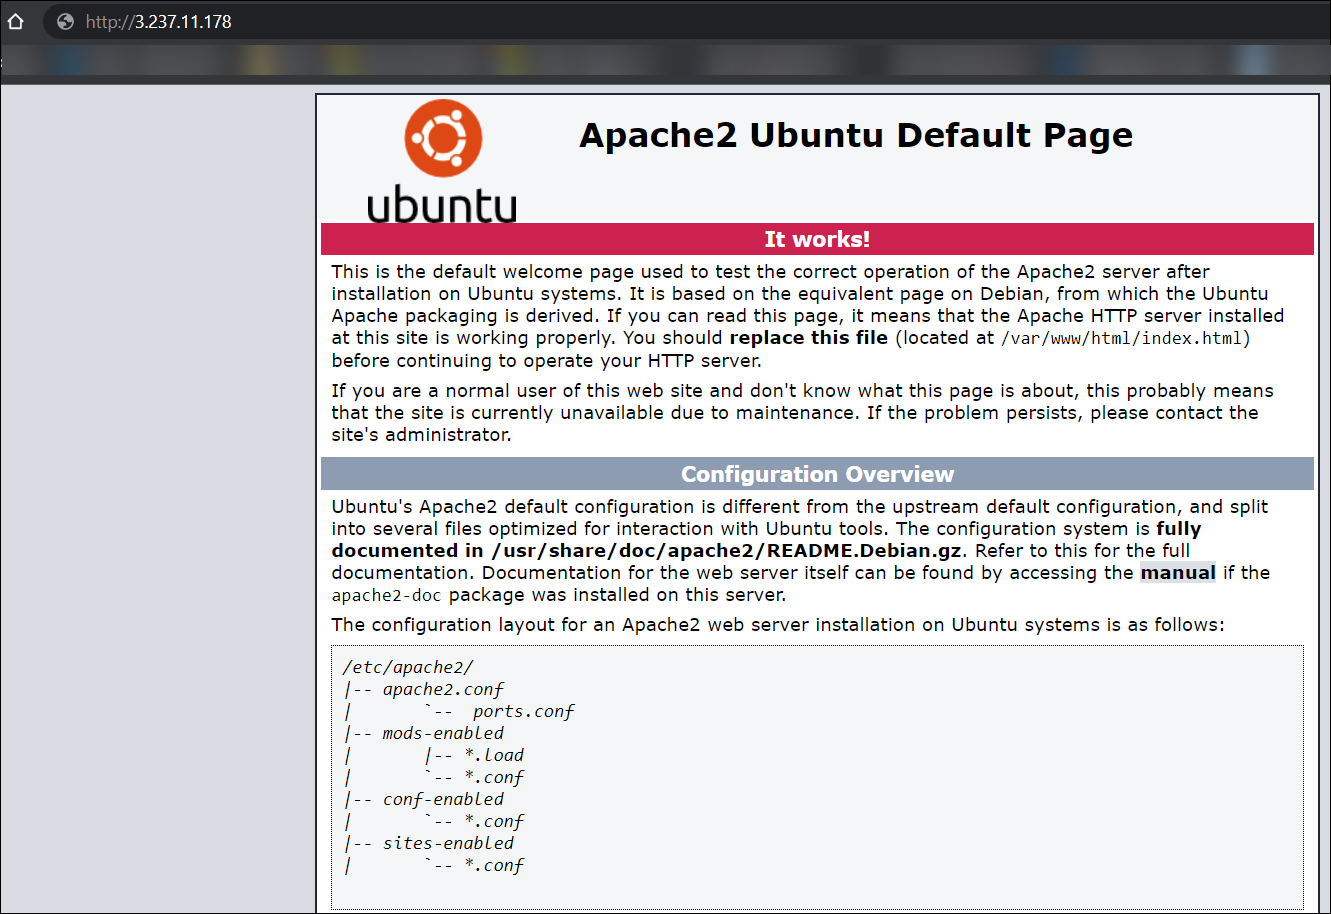 http://3.237.11.178
ubuntu
Apache2 Ubuntu Default Page
It works!
This is the default welcome page used to test the correct operation of the Apache2 server after
installation on Ubuntu systems. It is based on the equivalent page on Debian, from which the Ubuntu
Apache packaging is derived. If you can read this page, it means that the Apache HTTP server installed
at this site is working properly. You should replace this file (located at /var/www/html/index.html)
before continuing to operate your HTTP server.
If you are a normal user of this web site and don't know what this page is about, this probably means
that the site is currently unavailable due to maintenance. If the problem persists, please contact the
site's administrator.
Configuration Overview
Ubuntu's Apache2 default configuration is different from the upstream default configuration, and split
into several files optimized for interaction with Ubuntu tools. The configuration system is fully
documented in /usr/share/doc/apache2/README.Debian.gz. Refer to this for the full
documentation. Documentation for the web server itself can be found by accessing the manual if the
apache2-doc package was installed on this server.
The configuration layout for an Apache2 web server installation on Ubuntu systems is as follows:
/etc/apache2/
|-- apache2.conf
|       `--  ports.conf
|-- mods-enabled
|       |-- *.load
|       `-- *.conf
|-- conf-enabled
|       `-- *.conf
|-- sites-enabled
|       `-- *.conf